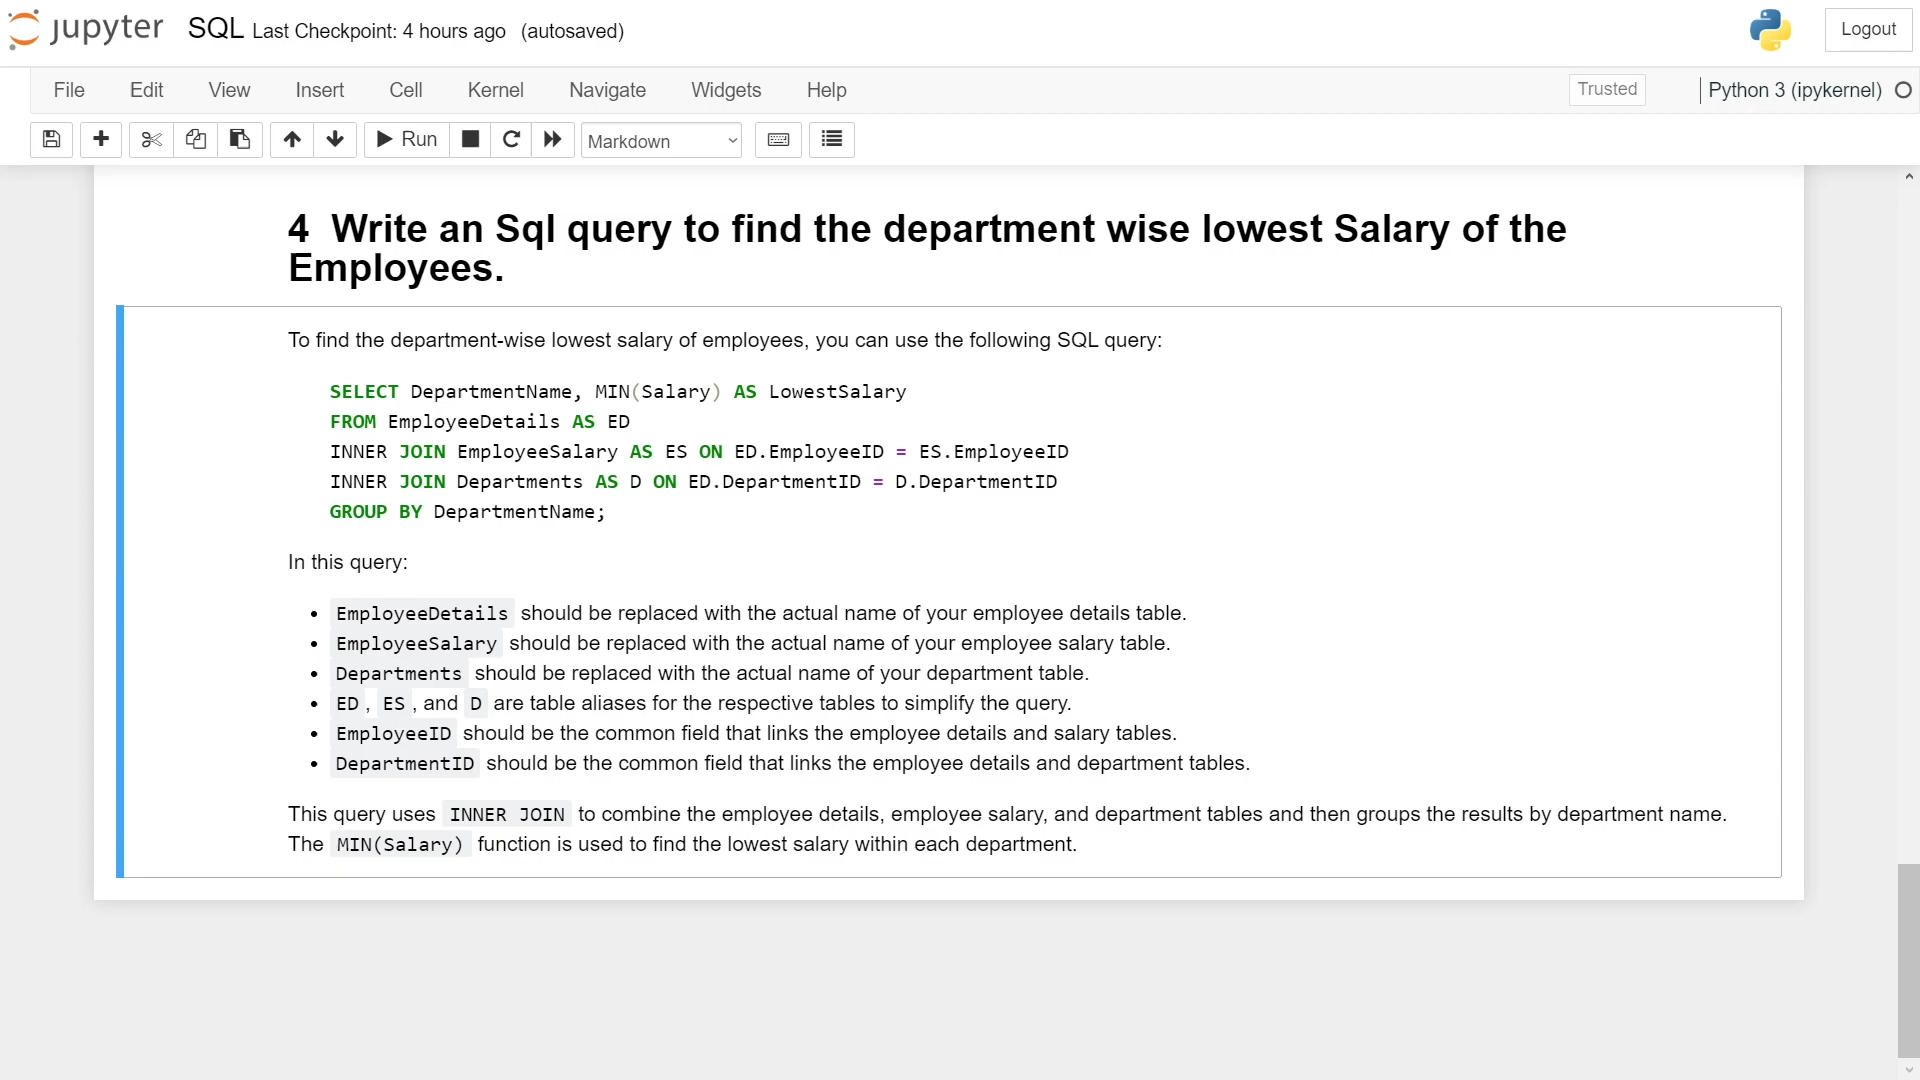 jupyter SQL Last Checkpoint: 4 hours ago (autosaved) Logout
File Edit View Insert Cell Kernel Navigate Widgets Help Trusted Python 3 (ipykernel)
Run Markdown
4 Write an Sql query to find the department wise lowest Salary of the
Employees.
To find the department-wise lowest salary of employees, you can use the following SQL query:
SELECT DepartmentName, MIN(Salary) AS LowestSalary
FROM EmployeeDetails AS ED
INNER JOIN EmployeeSalary AS ES ON ED.EmployeeID = ES.EmployeeID
INNER JOIN Departments AS D ON ED.DepartmentID = D.DepartmentID
GROUP BY DepartmentName;
In this query:
• EmployeeDetails should be replaced with the actual name of your employee details table.
• EmployeeSalary should be replaced with the actual name of your employee salary table.
• Departments should be replaced with the actual name of your department table.
• ED , ES , and D are table aliases for the respective tables to simplify the query.
• EmployeeID should be the common field that links the employee details and salary tables.
• DepartmentID should be the common field that links the employee details and department tables.
This query uses INNER JOIN to combine the employee details, employee salary, and department tables and then groups the results by department name.
The MIN(Salary) function is used to find the lowest salary within each department.